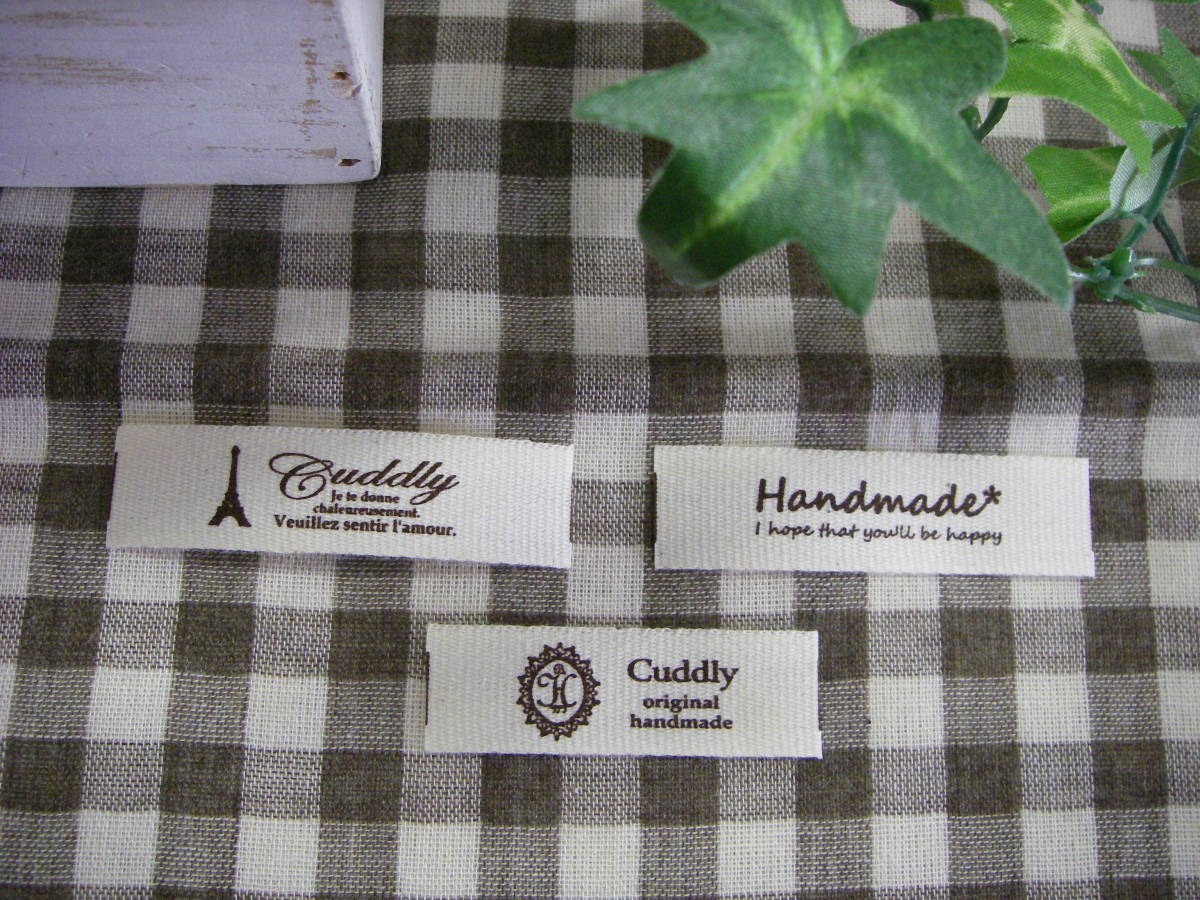 Cuddly
Je te donne
chaleureusement.
Veuillez sentir l'amour.
Handmade*
I hope that you'll be happy
Cuddly
original
handmade